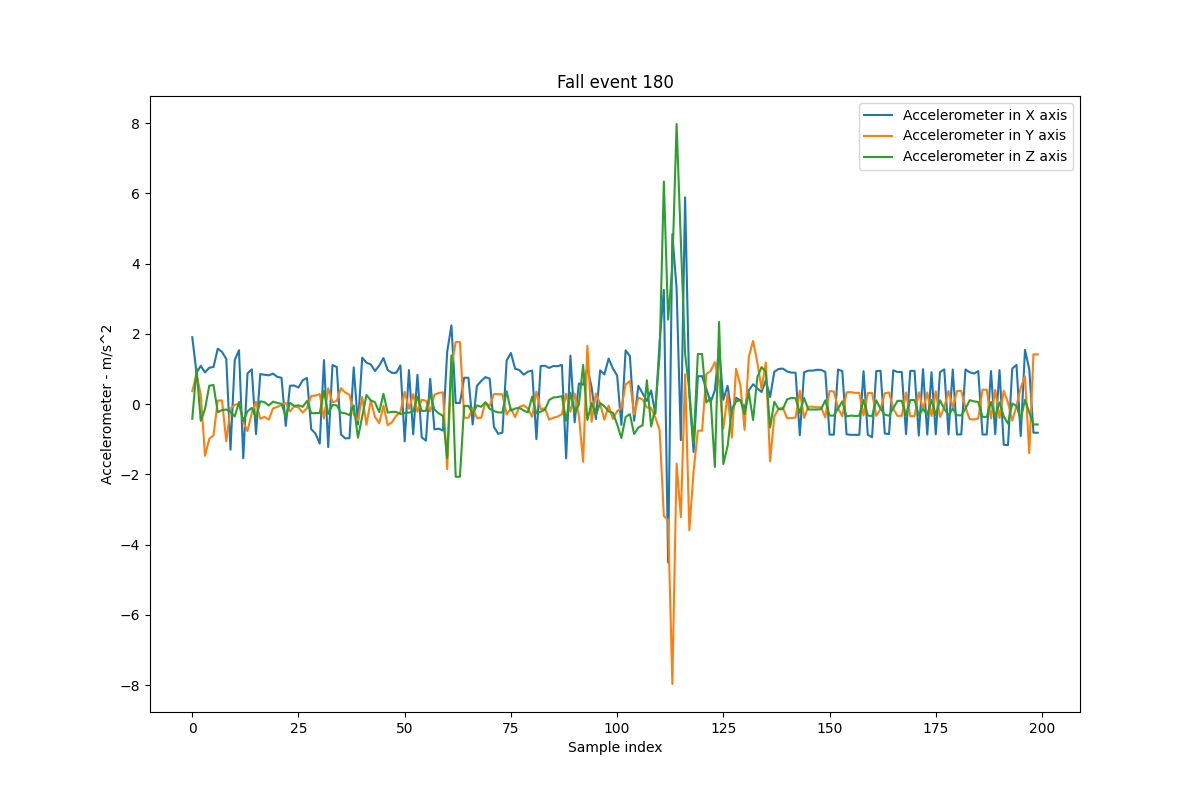 Fall event 180
Accelerometer in X axis
Accelerometer in Y axis
Accelerometer in Z axis
8
6
4
2
0
−2
−4
−6
−8
Accelerometer - m/s^2
0 25 50 75 100 125 150 175 200
Sample index